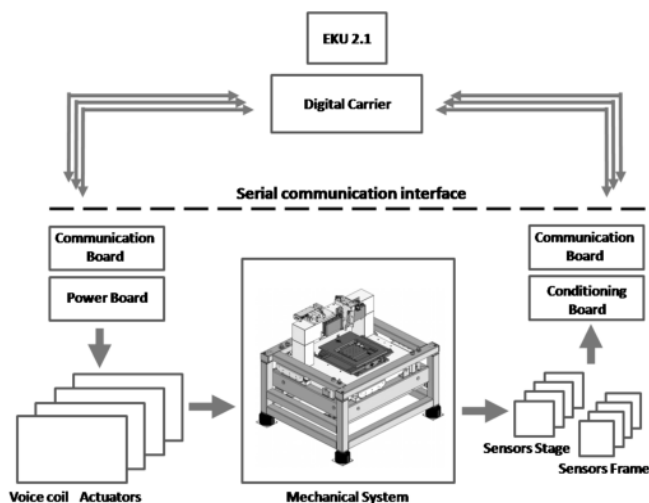 EKU 2.1
Digital Carrier
Serial communication interface
Communication
Board
Power Board
Communication
Board
Conditioning
Board
Sensors Stage
Sensors Frame
Voice coil Actuators
Mechanical System